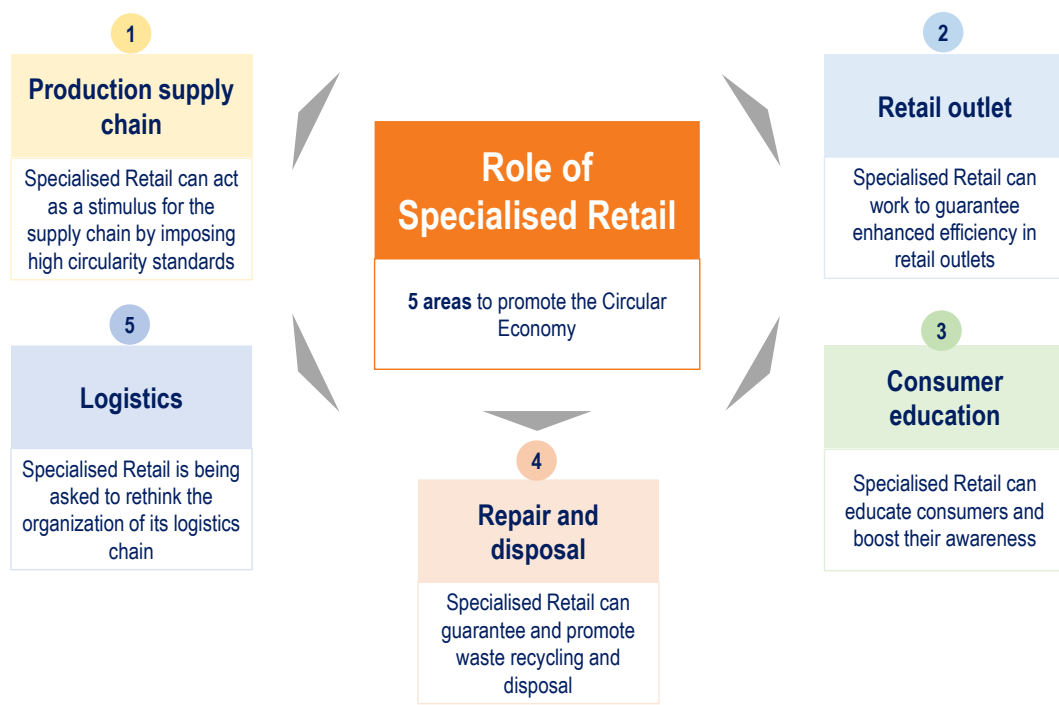 Role of
Specialised Retail
5 areas to promote the Circular
Economy
1
Production supply
chain
Specialised Retail can act
as a stimulus for the
supply chain by imposing
high circularity standards
2
Retail outlet
Specialised Retail can
work to guarantee
enhanced efficiency in
retail outlets
3
Consumer
education
Specialised Retail can
educate consumers and
boost their awareness
4
Repair and
disposal
Specialised Retail can
guarantee and promote
waste recycling and
disposal
5
Logistics
Specialised Retail is being
asked to rethink the
organization of its logistics
chain